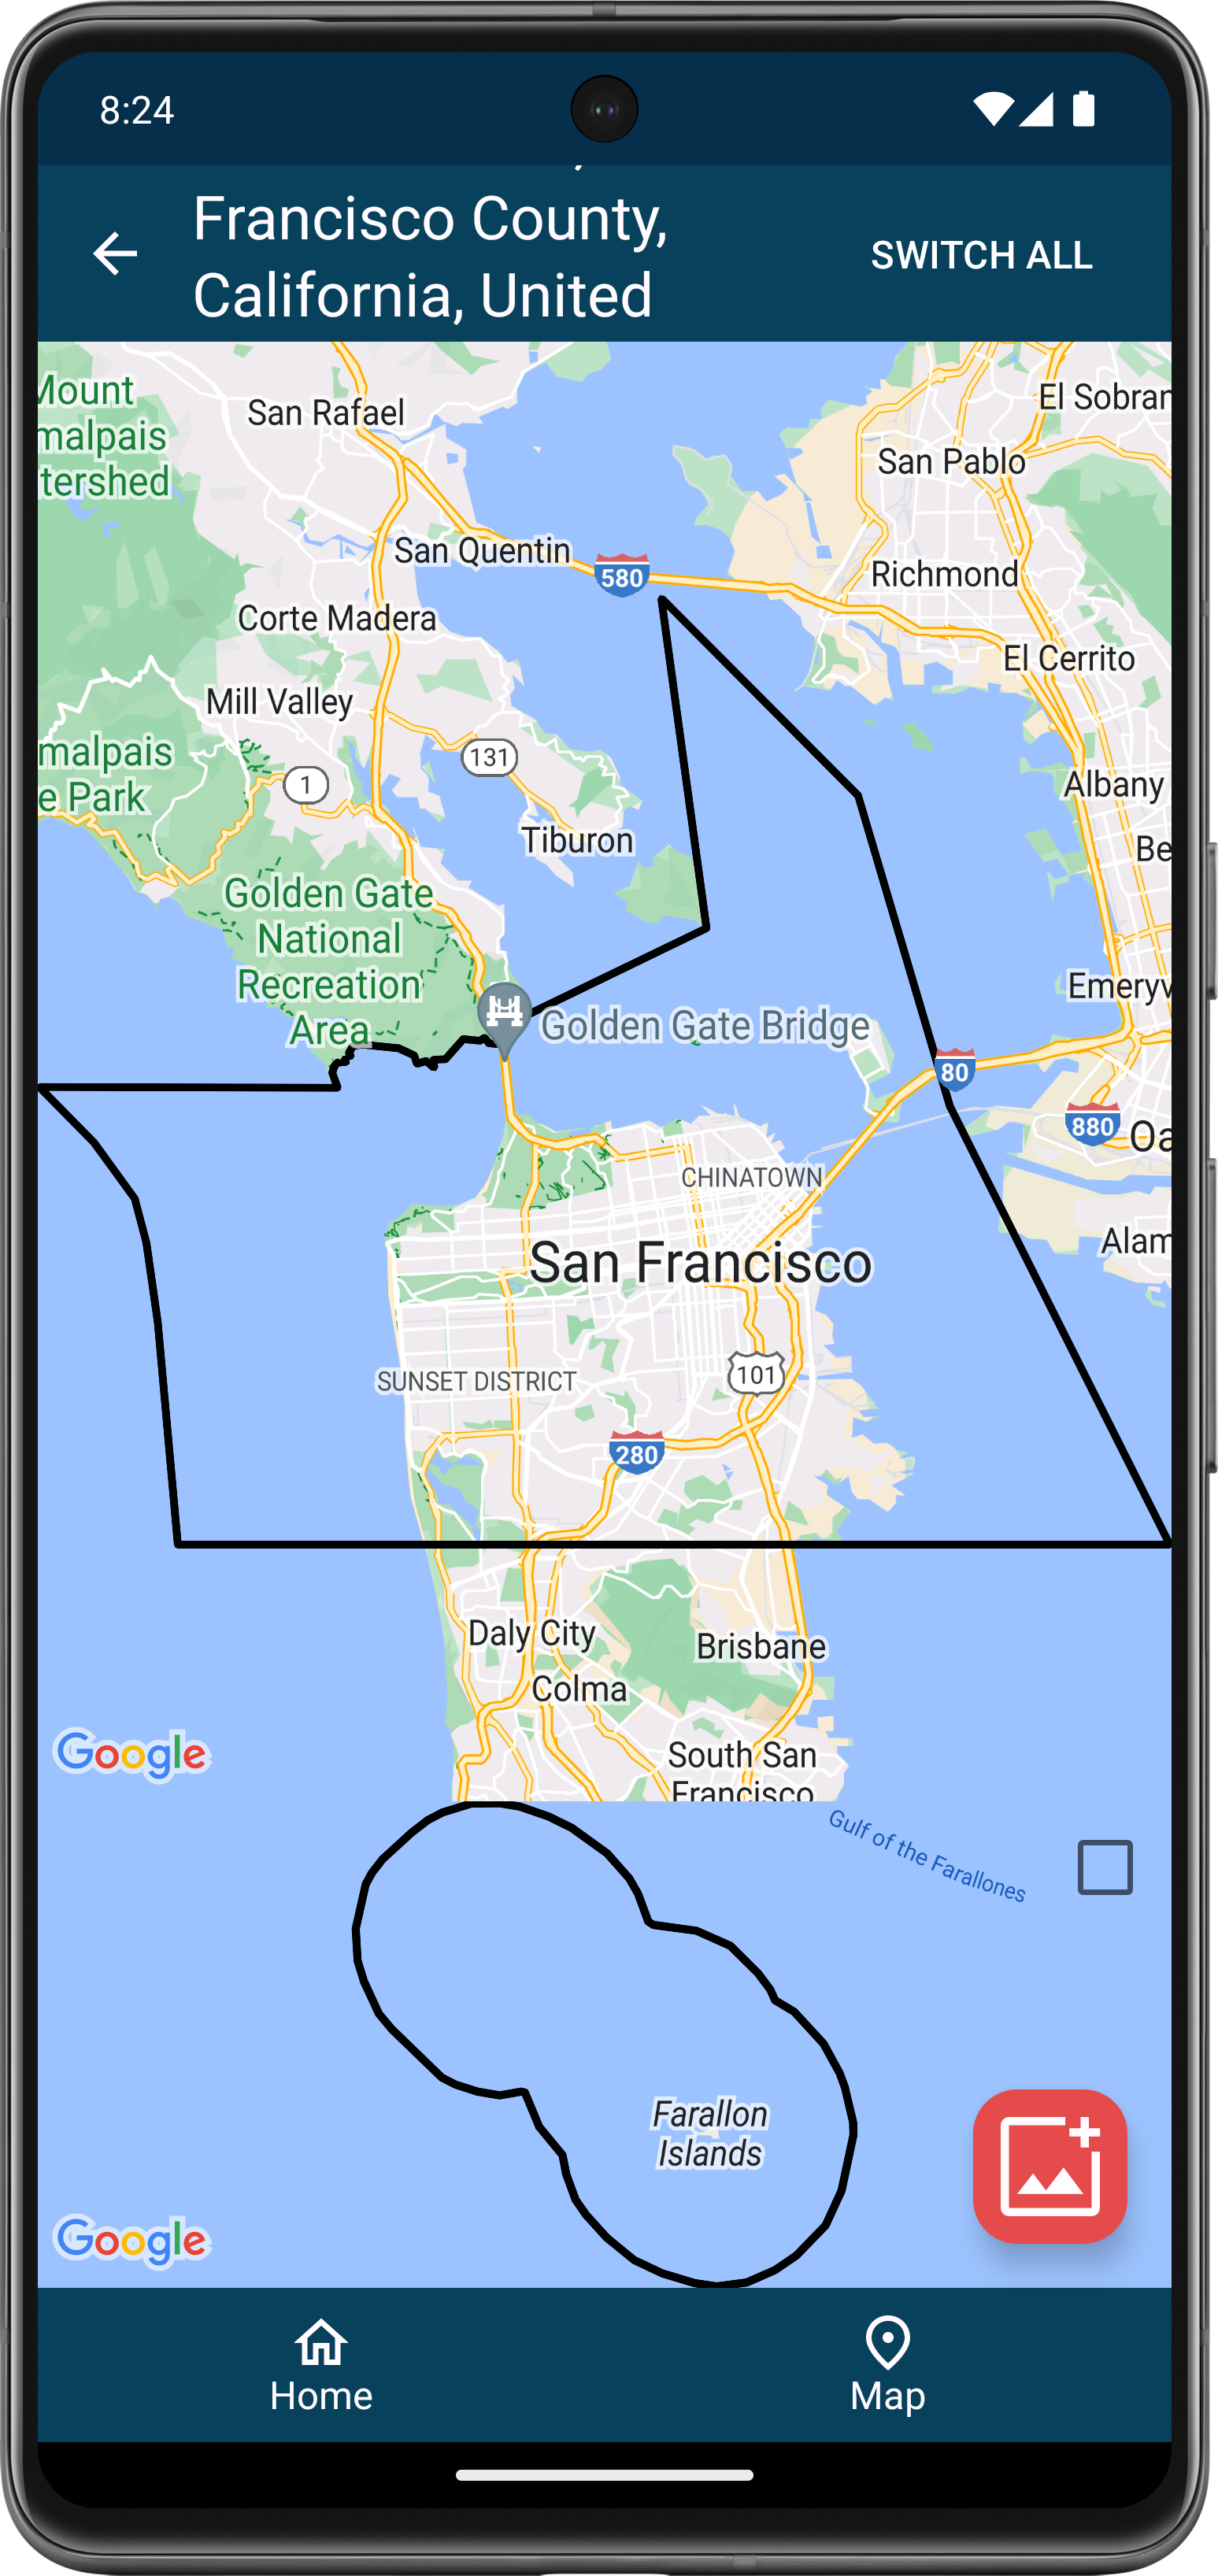 8:24
Francisco County,
California, United
SWITCH ALL
Mount
malpais
tershed
San Rafael
El Sobran
San Pablo
San Quentin
580
Richmond
Corte Madera
El Cerrito
Mill Valley
malpais
e Park
131
1
Albany
Tiburon
Be
Golden Gate
National
Recreation
Area
Emeryv
Golden Gate Bridge
80
880
Oa
CHINATOWN
Alam
San Francisco
SUNSET DISTRICT
101
280
Daly City
Brisbane
Colma
Google
South San
Francisco
Gulf of the Farallones
Farallon
Islands
Google
Home
Map